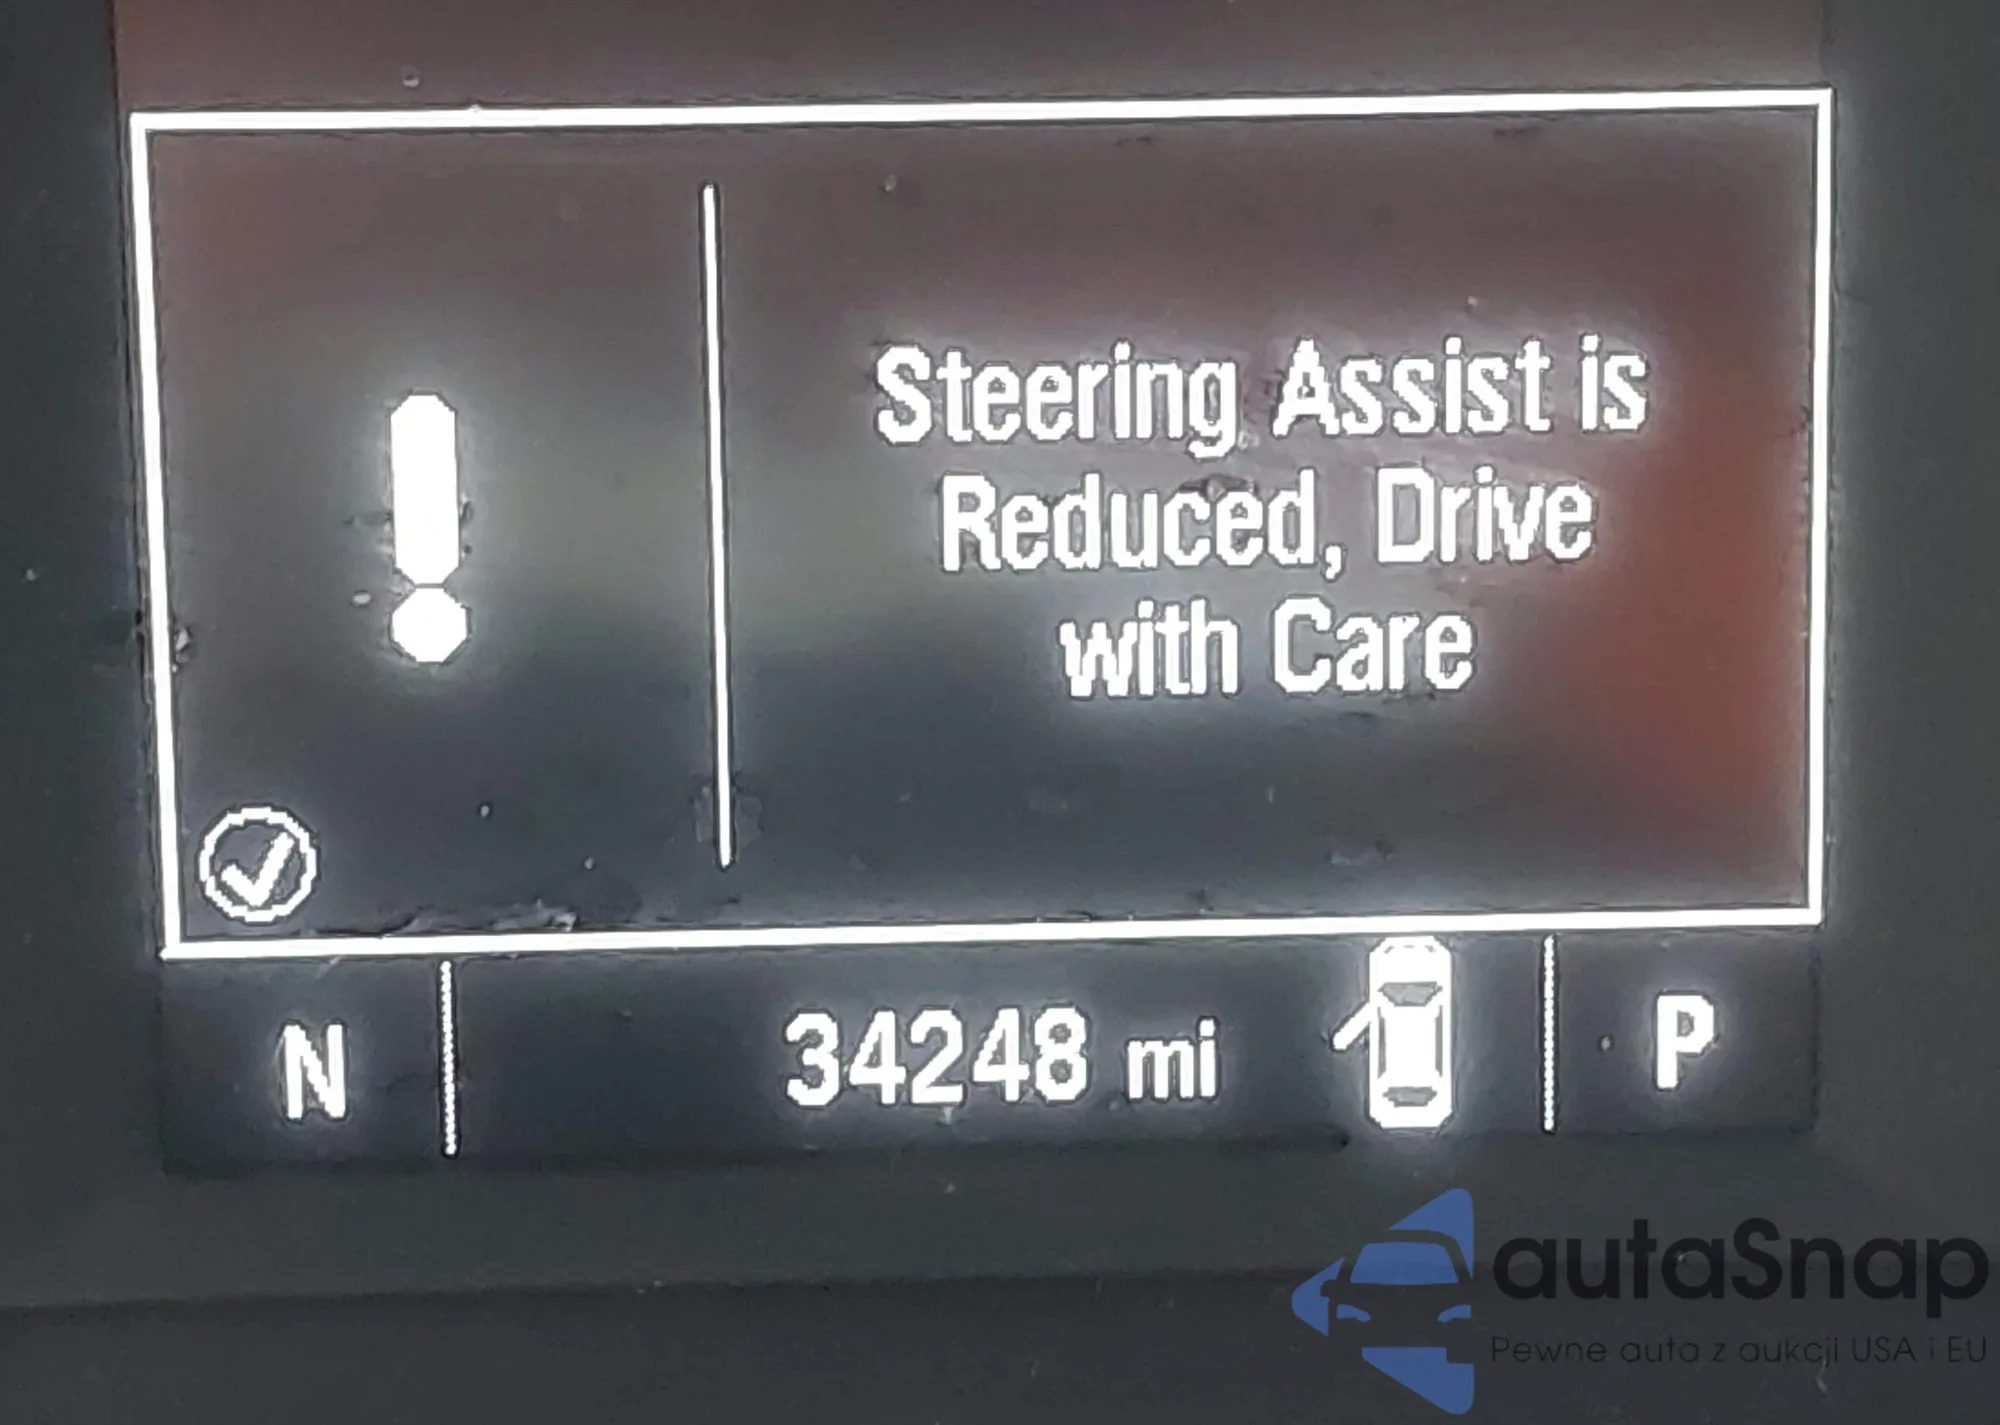 Steering Assist is
Reduced, Drive
with Care
N 34248 mi P
autaSnap
Pewne auta z aukcji USA i EU